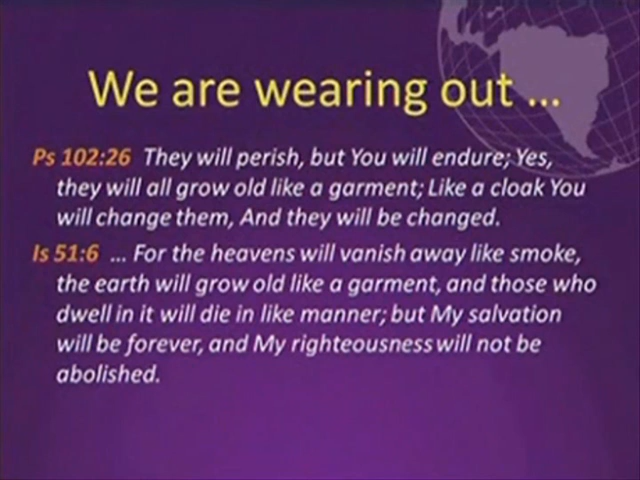 We are wearing out ...
Ps 102:26 They will perish, but You will endure; Yes,
they will all grow old like a garment; Like a cloak You
will change them, And they will be changed.
Is 51:6 ... For the heavens will vanish away like smoke,
the earth will grow old like a garment, and those who
dwell in it will die in like manner; but My salvation
will be forever, and My righteousness will not be
abolished.